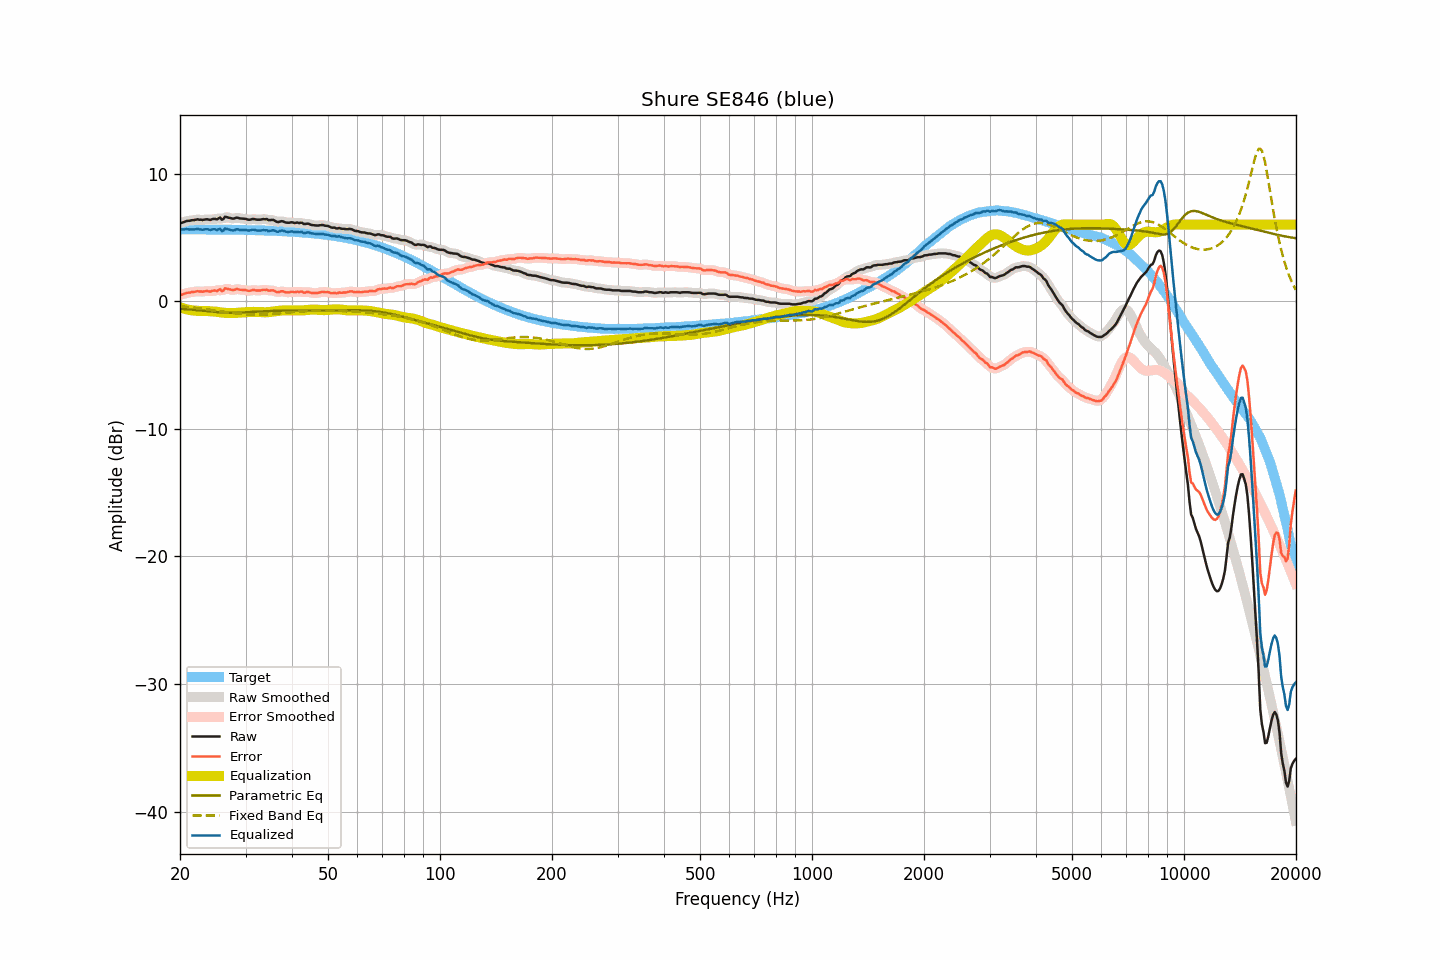 Shure SE846 (blue)
10
0
−10
−20
−30
−40
Amplitude (dBr)
Target
Raw Smoothed
Error Smoothed
Raw
Error
Equalization
Parametric Eq
Fixed Band Eq
Equalized
20 50 100 200 500 1000 2000 5000 10000 20000
Frequency (Hz)